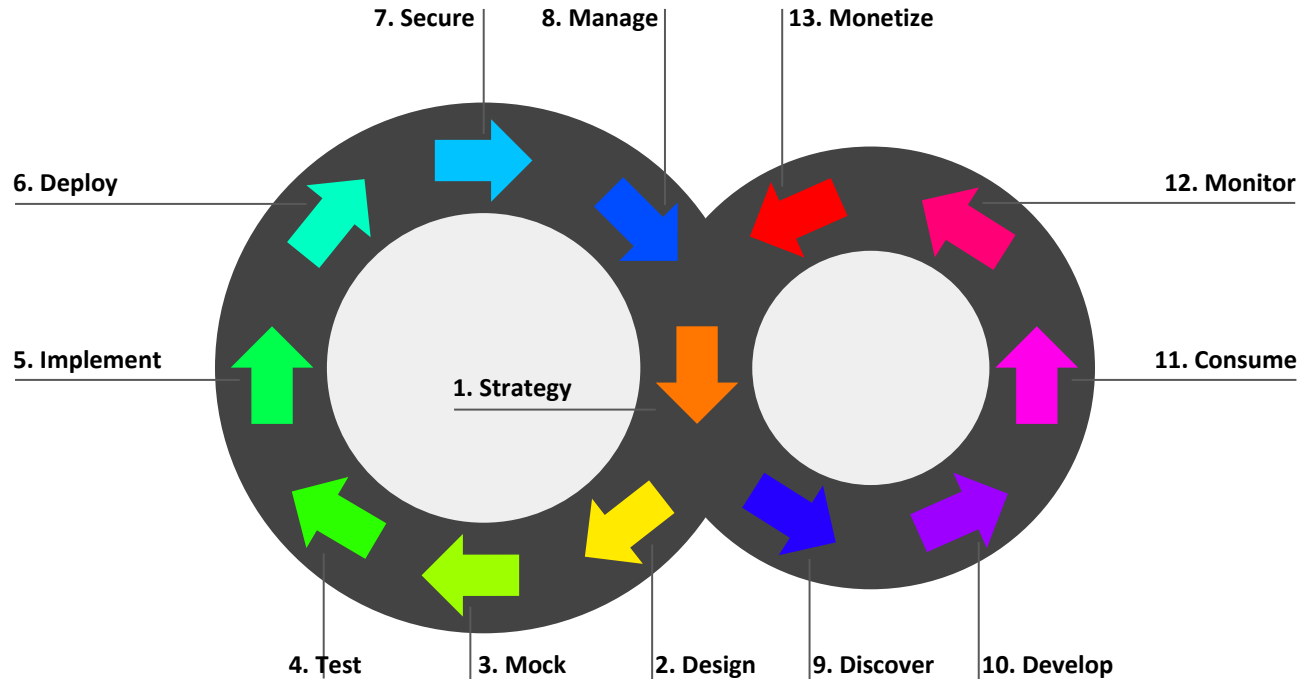 7. Secure
8. Manage
13. Monetize
6. Deploy
12. Monitor
5. Implement
1. Strategy
11. Consume
4. Test
3. Mock
2. Design
9. Discover
10. Develop